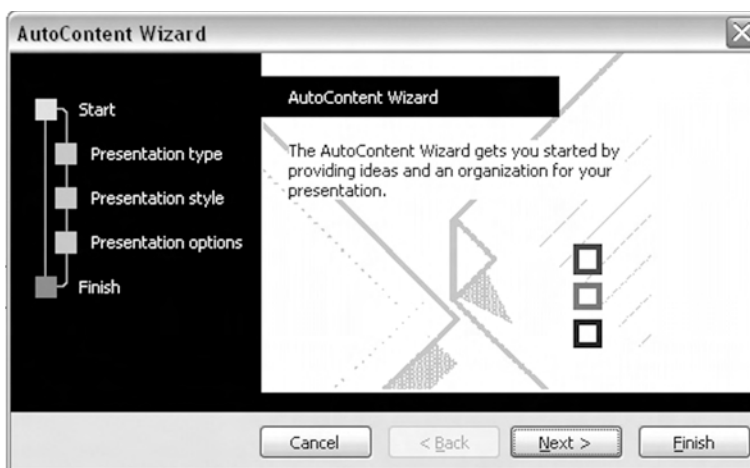 AutoContent Wizard
Start
Presentation type
Presentation style
Presentation options
Finish
AutoContent Wizard
The AutoContent Wizard gets you started by
providing ideas and an organization for your
presentation.
Cancel
< Back
Next >
Finish